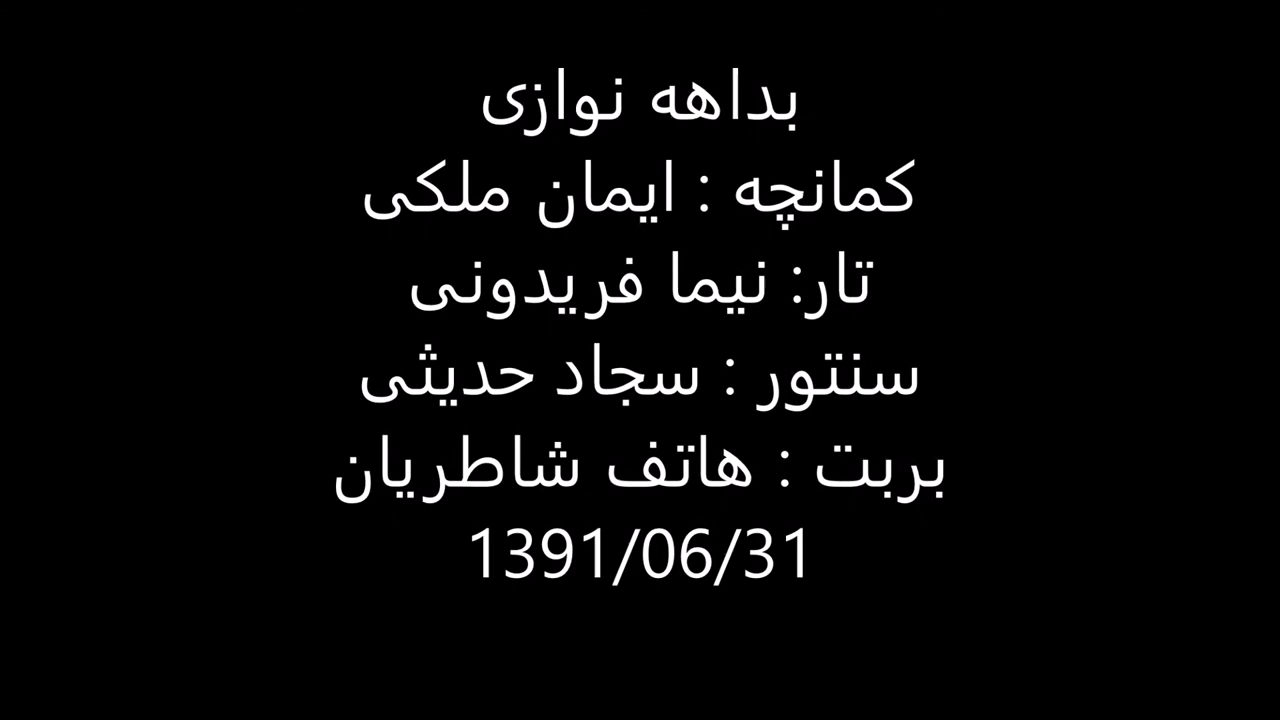 بداهه نوازی
کمانچه : ایمان ملکی
تار: نیما فریدونی
سنتور : سجاد حدیثی
بربت : هاتف شاطریان
1391/06/31